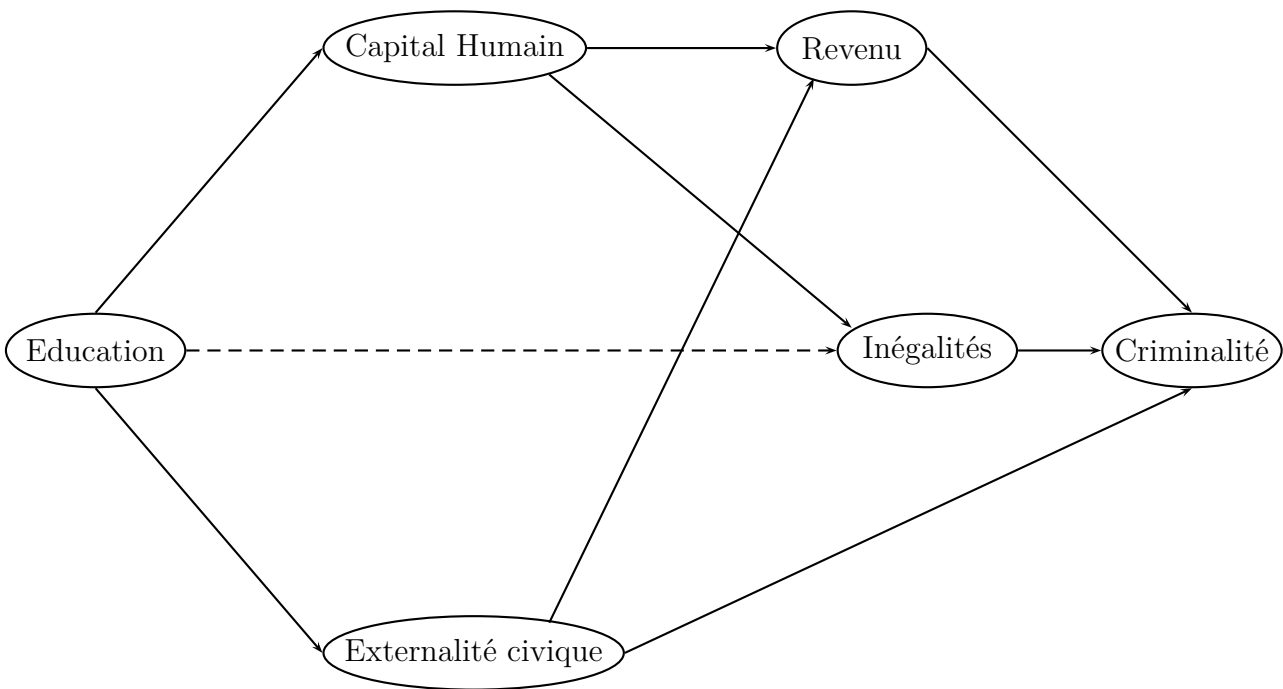 Capital Humain
Revenu
Education
Inégalités
Criminalité
Externalité civique